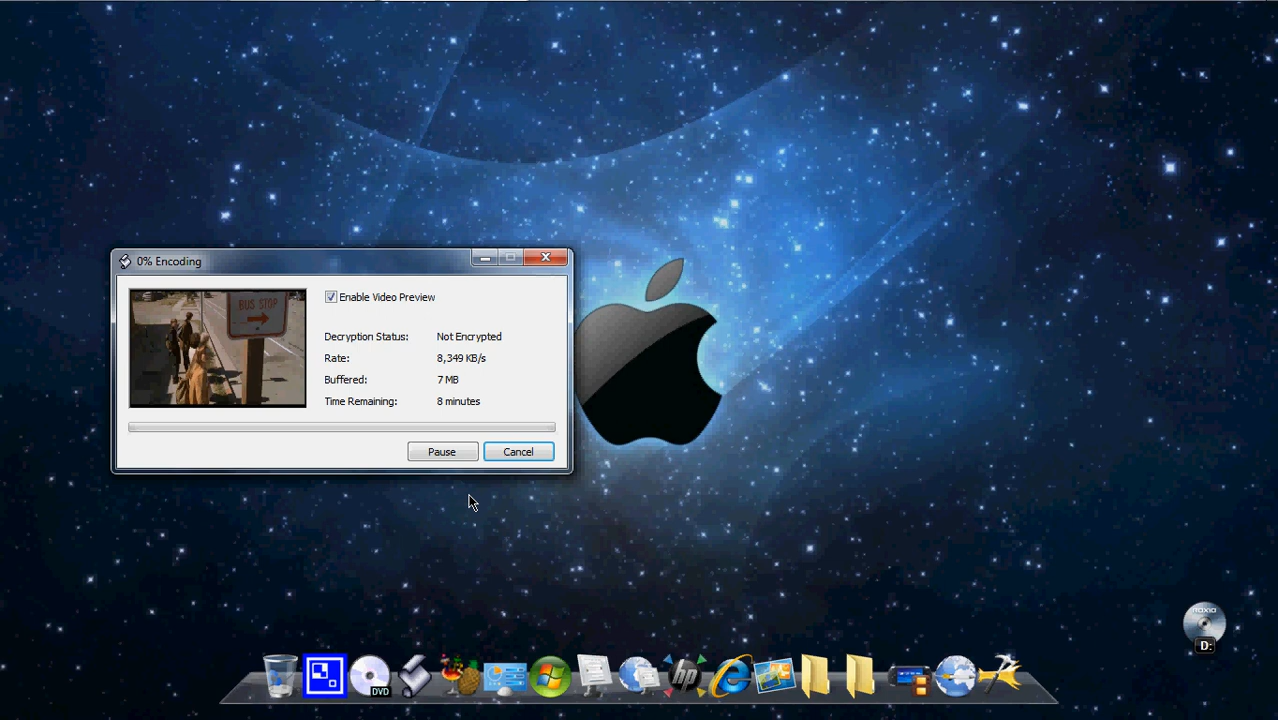 0% Encoding
BUS STOP
Enable Video Preview
Decryption Status: Not Encrypted
Rate: 8,349 KB/s
Buffered: 7 MB
Time Remaining: 8 minutes
Pause Cancel
D:
DVD
hp